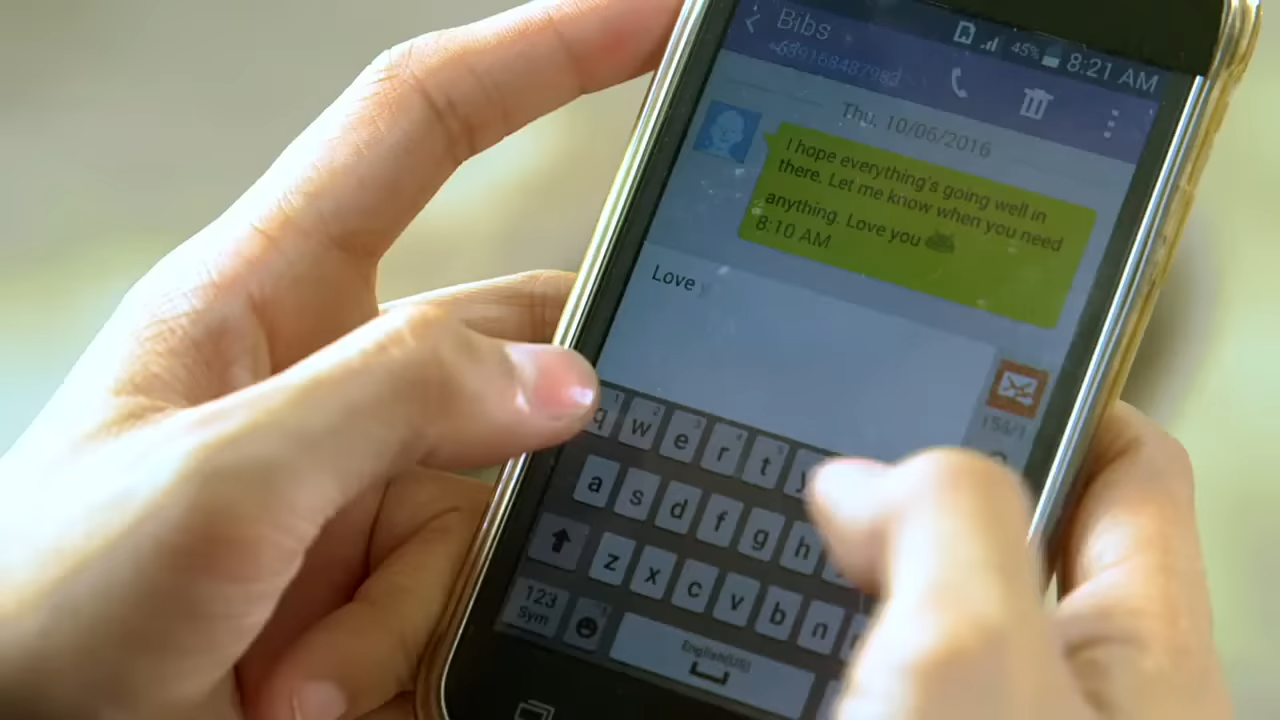 Bibs
45% 8:21 AM
Thu, 10/06/2016
I hope everything's going well in
there. Let me know when you need
anything. Love you
8:10 AM
Love
q w e r t y
a s d f g h
z x c v b n
123
Sym
English(US)